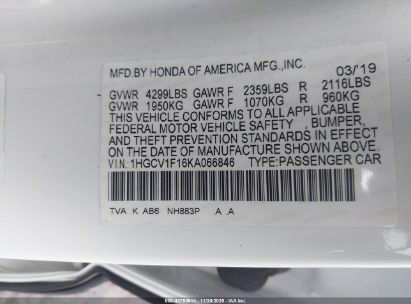 MFD.BY HONDA OF AMERICA MFG.,INC. 03/19
GVWR 4299LBS GAWR F 2359LBS R 2116LBS
GVWR 1950KG GAWR F 1070KG R 960KG
THIS VEHICLE CONFORMS TO ALL APPLICABLE
FEDERAL MOTOR VEHICLE SAFETY , BUMPER,
AND THEFT PREVENTION STANDARDS IN EFFECT
ON THE DATE OF MANUFACTURE SHOWN ABOVE.
V.I.N: 1HGCV1F16KA066846 TYPE:PASSENGER CAR
TVA K AB6 NH883P .A .A